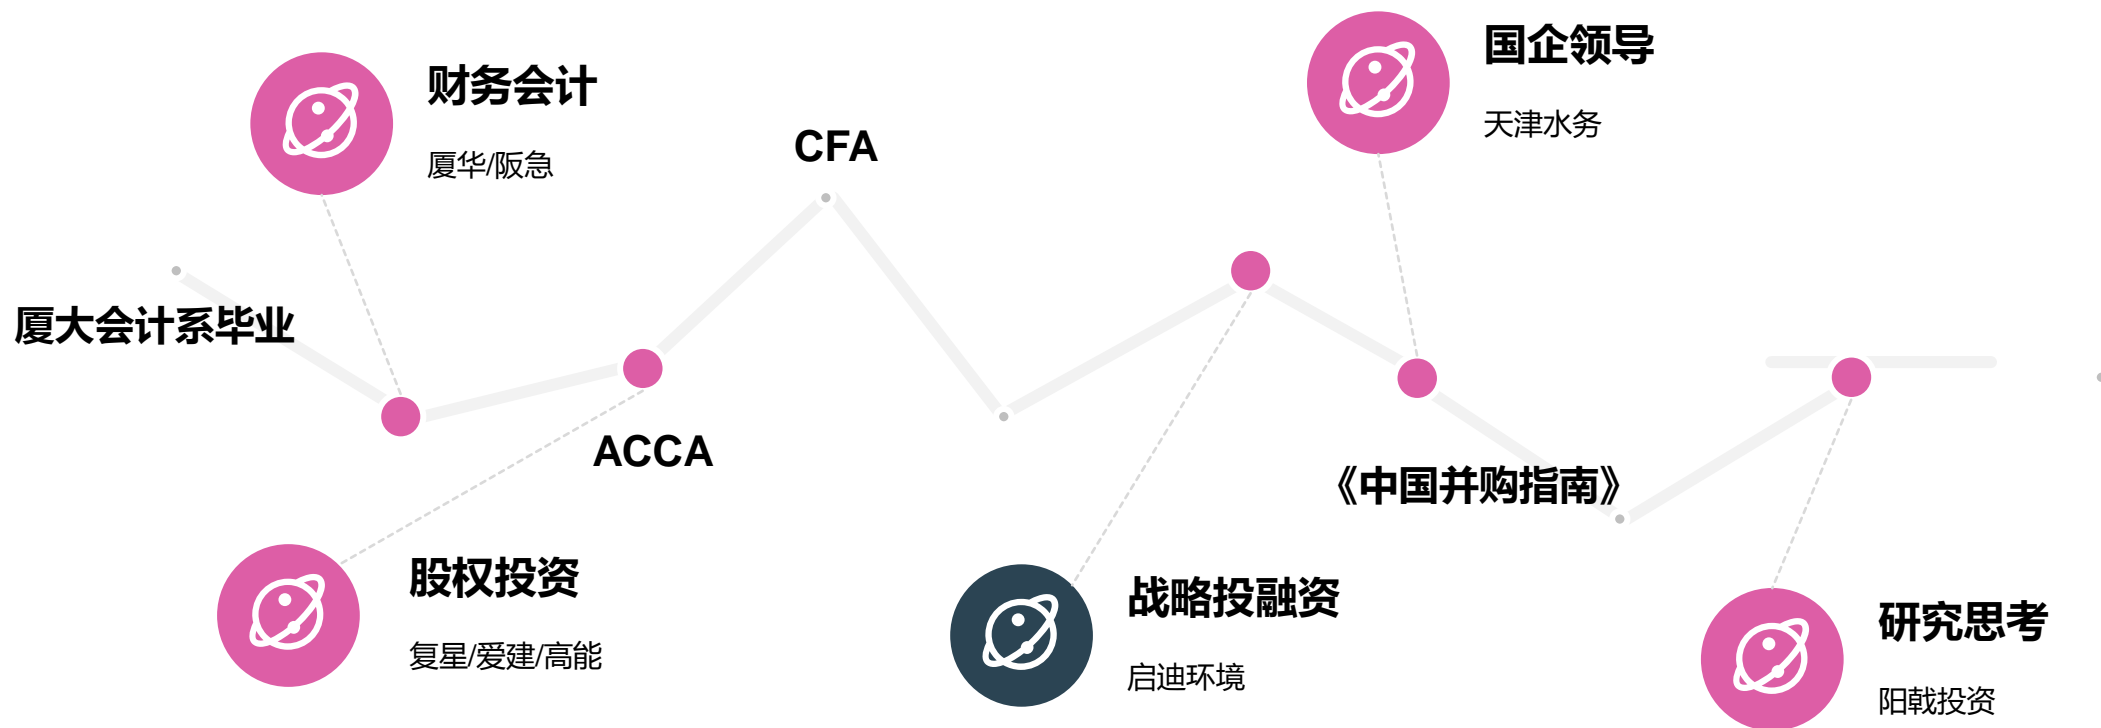 财务会计
厦华/阪急
CFA
国企领导
天津水务
厦大会计系毕业
ACCA
《中国并购指南》
股权投资
复星/爱建/高能
战略投融资
启迪环境
研究思考
阳戟投资